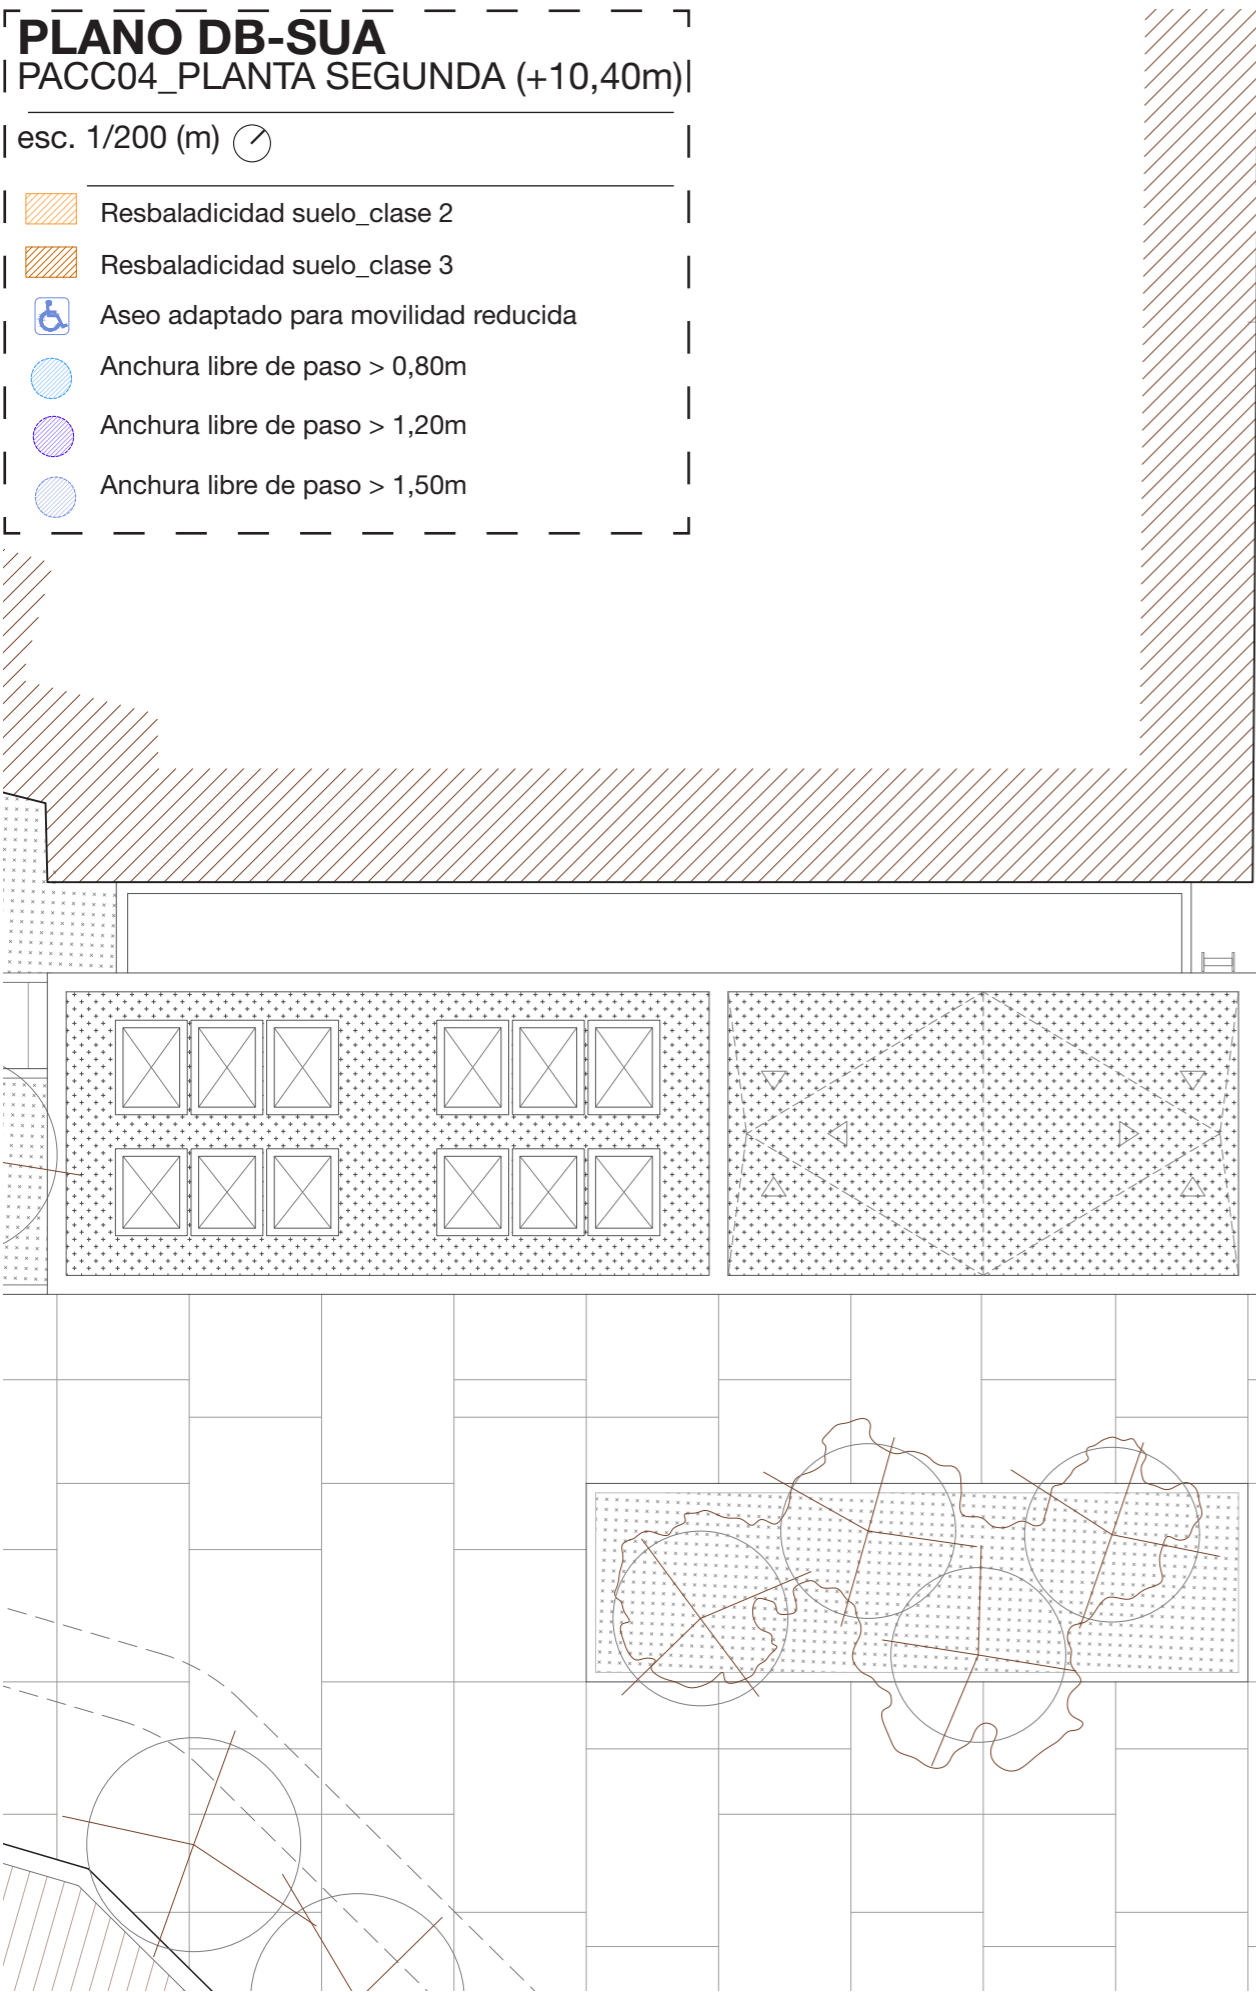 PLANO DB-SUA
PACC04_PLANTA SEGUNDA (+10,40m)
esc. 1/200 (m)
Resbaladicidad suelo_clase 2
Resbaladicidad suelo_clase 3
Aseo adaptado para movilidad reducida
Anchura libre de paso > 0,80m
Anchura libre de paso > 1,20m
Anchura libre de paso > 1,50m